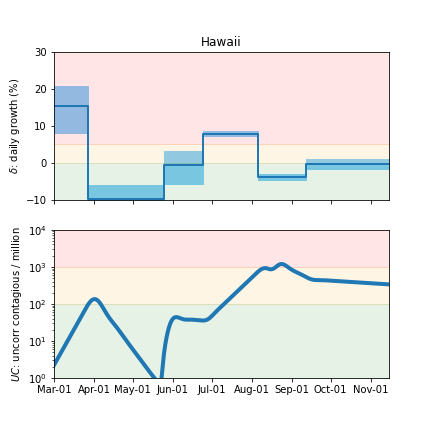 Hawaii
δ: daily growth (%)
30
20
10
0
−10
UC: uncorr contagious / million
10⁴
10³
10²
10¹
10⁰
Mar-01 Apr-01 May-01 Jun-01 Jul-01 Aug-01 Sep-01 Oct-01 Nov-01